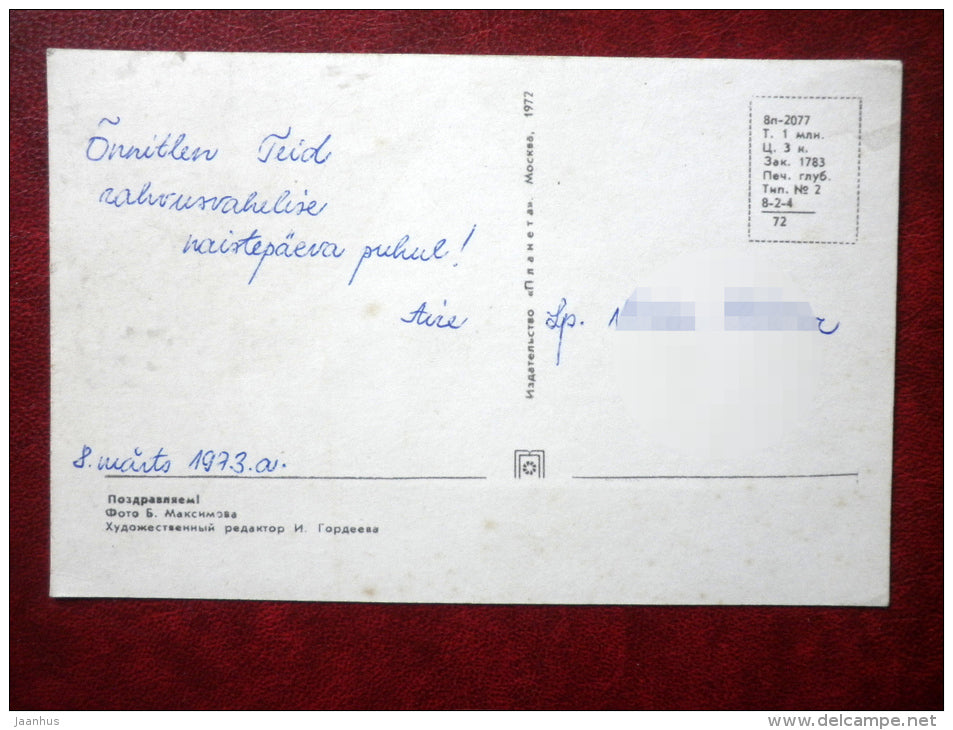 Õnnitlen Teid
rahvusvahelise
naistepäeva puhul!
Aire
8. märts 1973.a.
Поздравляем!
Фото Б. Максимова
Художественный редактор И. Гордеева
Издательство «Планета». Москва, 1972
8п-2077
Т. 1 млн.
Ц. 3 к.
Зак. 1783
Печ. глуб.
Тип. № 2
8-2-4
72
Lp.
Jaanhus
www.delcampe.net